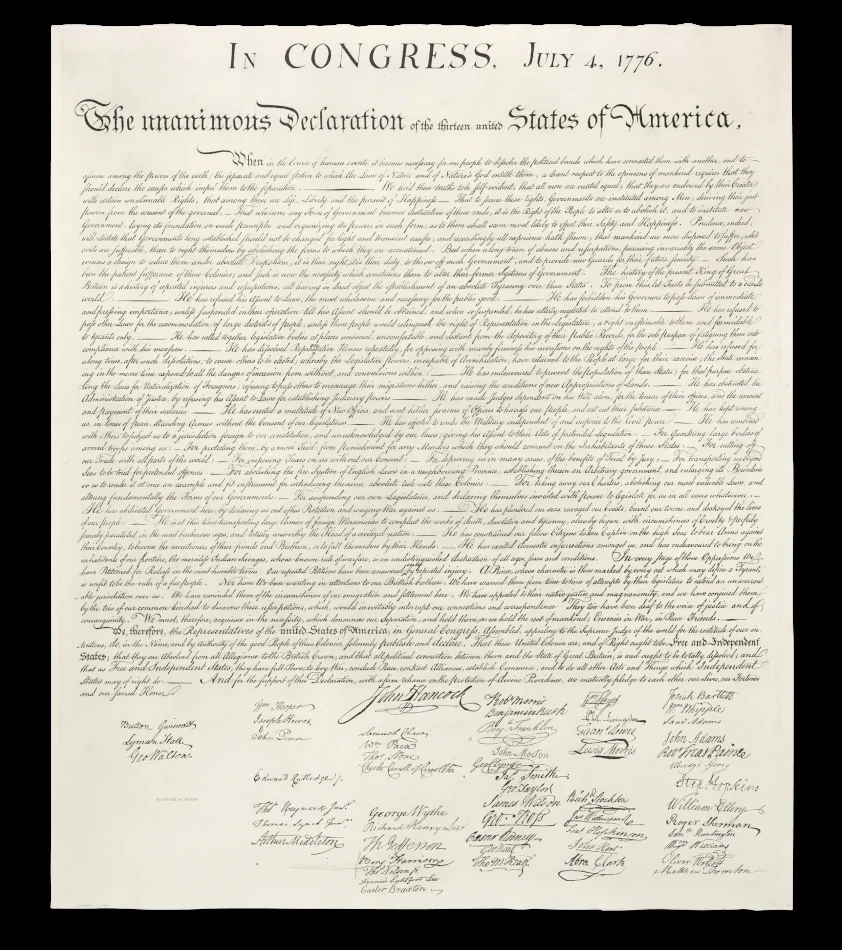 In CONGRESS, July 4, 1776.
The unanimous Declaration of the thirteen united States of America,
When in the Course of human events, it becomes necessary for one people to dissolve the political bands which have connected them with another, and to
assume among the powers of the earth, the separate and equal station to which the Laws of Nature and of Nature's God entitle them, a decent respect to the opinions of mankind requires that they
should declare the causes which impel them to the separation. We hold these truths to be self-evident, that all men are created equal, that they are endowed by their Creator
with certain unalienable Rights, that among these are Life, Liberty and the pursuit of Happiness. — That to secure these rights, Governments are instituted among Men, deriving their just
powers from the consent of the governed, — That whenever any Form of Government becomes destructive of these ends, it is the Right of the People to alter or to abolish it, and to institute new
Government, laying its foundation on such principles and organizing its powers in such form, as to them shall seem most likely to effect their Safety and Happiness. Prudence, indeed,
will dictate that Governments long established should not be changed for light and transient causes; and accordingly all experience hath shewn, that mankind are more disposed to suffer, while
evils are sufferable, than to right themselves by abolishing the forms to which they are accustomed. But when a long train of abuses and usurpations, pursuing invariably the same Object
evinces a design to reduce them under absolute Despotism, it is their right, it is their duty, to throw off such Government, and to provide new Guards for their future security. — Such has
been the patient sufferance of these Colonies; and such is now the necessity which constrains them to alter their former Systems of Government. The history of the present King of Great
Britain is a history of repeated injuries and usurpations, all having in direct object the establishment of an absolute Tyranny over these States. To prove this, let Facts be submitted to a candid
world. He has refused his Assent to Laws, the most wholesome and necessary for the public good. He has forbidden his Governors to pass Laws of immediate
and pressing importance, unless suspended in their operation till his Assent should be obtained; and when so suspended, he has utterly neglected to attend to them. He has refused to
pass other Laws for the accommodation of large districts of people, unless those people would relinquish the right of Representation in the Legislature, a right inestimable to them and formidable
to tyrants only. He has called together legislative bodies at places unusual, uncomfortable, and distant from the depository of their Public Records, for the sole purpose of fatiguing them into
compliance with his measures. He has dissolved Representative Houses repeatedly, for opposing with manly firmness his invasions on the rights of the people. He has refused for
a long time, after such dissolutions, to cause others to be elected; whereby the Legislative powers, incapable of Annihilation, have returned to the People at large for their exercise; the State remain
ing in the mean time exposed to all the dangers of invasion from without, and convulsions within. He has endeavoured to prevent the population of these States; for that purpose obstruc
ting the Laws for Naturalization of Foreigners; refusing to pass others to encourage their migrations hither, and raising the conditions of new Appropriations of Lands. He has obstructed the
Administration of Justice, by refusing his Assent to Laws for establishing Judiciary powers. He has made Judges dependent on his Will alone, for the tenure of their offices, and the amount
and payment of their salaries. He has erected a multitude of New Offices, and sent hither swarms of Officers to harrass our people, and eat out their substance. He has kept among
us, in times of peace, Standing Armies without the Consent of our legislatures. He has affected to render the Military independent of and superior to the Civil power. He has combined
with others to subject us to a jurisdiction foreign to our constitution, and unacknowledged by our laws; giving his Assent to their Acts of pretended Legislation: — For Quartering large bodies of
armed troops among us: — For protecting them, by a mock Trial, from punishment for any Murders which they should commit on the Inhabitants of these States: — For cutting off
our Trade with all parts of the world: — For imposing Taxes on us without our Consent: For depriving us in many cases, of the benefits of Trial by Jury: For transporting us beyond
Seas to be tried for pretended offences — For abolishing the free System of English Laws in a neighbouring Province, establishing therein an Arbitrary government, and enlarging its Boundaries
so as to render it at once an example and fit instrument for introducing the same absolute rule into these Colonies: — For taking away our Charters, abolishing our most valuable Laws, and
altering fundamentally the Forms of our Governments: — For suspending our own Legislatures, and declaring themselves invested with power to legislate for us in all cases whatsoever.
He has abdicated Government here, by declaring us out of his Protection and waging War against us. He has plundered our seas, ravaged our Coasts, burnt our towns, and destroyed the lives
of our people. He is at this time transporting large Armies of foreign Mercenaries to compleat the works of death, desolation and tyranny, already begun with circumstances of Cruelty & perfidy
scarcely paralleled in the most barbarous ages, and totally unworthy the Head of a civilized nation. He has constrained our fellow Citizens taken Captive on the high Seas to bear Arms against
their Country, to become the executioners of their friends and Brethren, or to fall themselves by their Hands. He has excited domestic insurrections amongst us, and has endeavoured to bring on the
inhabitants of our frontiers, the merciless Indian Savages, whose known rule of warfare, is an undistinguished destruction of all ages, sexes and conditions. In every stage of these Oppressions We
have Petitioned for Redress in the most humble terms: Our repeated Petitions have been answered only by repeated injury. A Prince, whose character is thus marked by every act which may define a Tyrant,
is unfit to be the ruler of a free people. Nor have We been wanting in attentions to our Brittish brethren. We have warned them from time to time of attempts by their legislature to extend an unwarrant
able jurisdiction over us. We have reminded them of the circumstances of our emigration and settlement here. We have appealed to their native justice and magnanimity, and we have conjured them
by the ties of our common kindred to disavow these usurpations, which, would inevitably interrupt our connections and correspondence. They too have been deaf to the voice of justice and of
consanguinity. We must, therefore, acquiesce in the necessity, which denounces our Separation, and hold them, as we hold the rest of mankind, Enemies in War, in Peace Friends.
We, therefore, the Representatives of the united States of America, in General Congress, Assembled, appealing to the Supreme Judge of the world for the rectitude of our in-
tentions, do, in the Name, and by Authority of the good People of these Colonies, solemnly publish and declare, That these United Colonies are, and of Right ought to be Free and Independent
States; that they are Absolved from all Allegiance to the British Crown, and that all political connection between them and the State of Great Britain, is and ought to be totally dissolved; and
that as Free and Independent States, they have full Power to levy War, conclude Peace, contract Alliances, establish Commerce, and to do all other Acts and Things which Independent
States may of right do. And for the support of this Declaration, with a firm reliance on the protection of divine Providence, we mutually pledge to each other our Lives, our Fortunes
and our sacred Honor.
Button Gwinnett
Lyman Hall
Geo Walton.
Wm Hooper
Joseph Hewes,
John Penn
Edward Rutledge /.
Thos Heyward Junr.
Thomas Lynch Junr.
Arthur Middleton
John Hancock
Samuel Chase
Wm Paca
Thos Stone
Charles Carroll of Carrollton
George Wythe
Richard Henry Lee
Th Jefferson
Benj Harrison
Thos Nelson jr.
Francis Lightfoot Lee
Carter Braxton
Robt Morris
Benjamin Rush
Benj Franklin
John Morton
Geo Clymer
Jas Smith
Geo Taylor
James Wilson
Geo. Ross
Caesar Rodney
Geo Read
Tho M:Kean
Wm Floyd
Phil. Livingston
Frans Lewis
Lewis Morris
Richd Stockton
Jno Witherspoon
Fras Hopkinson
John Hart
Abra Clark
Josiah Bartlett
Wm Whipple
Saml Adams
John Adams
Robt Treat Paine
Elbridge Gerry
Step. Hopkins
William Ellery
Roger Sherman
Saml Huntington
Wm Williams
Oliver Wolcott
Matthew Thornton